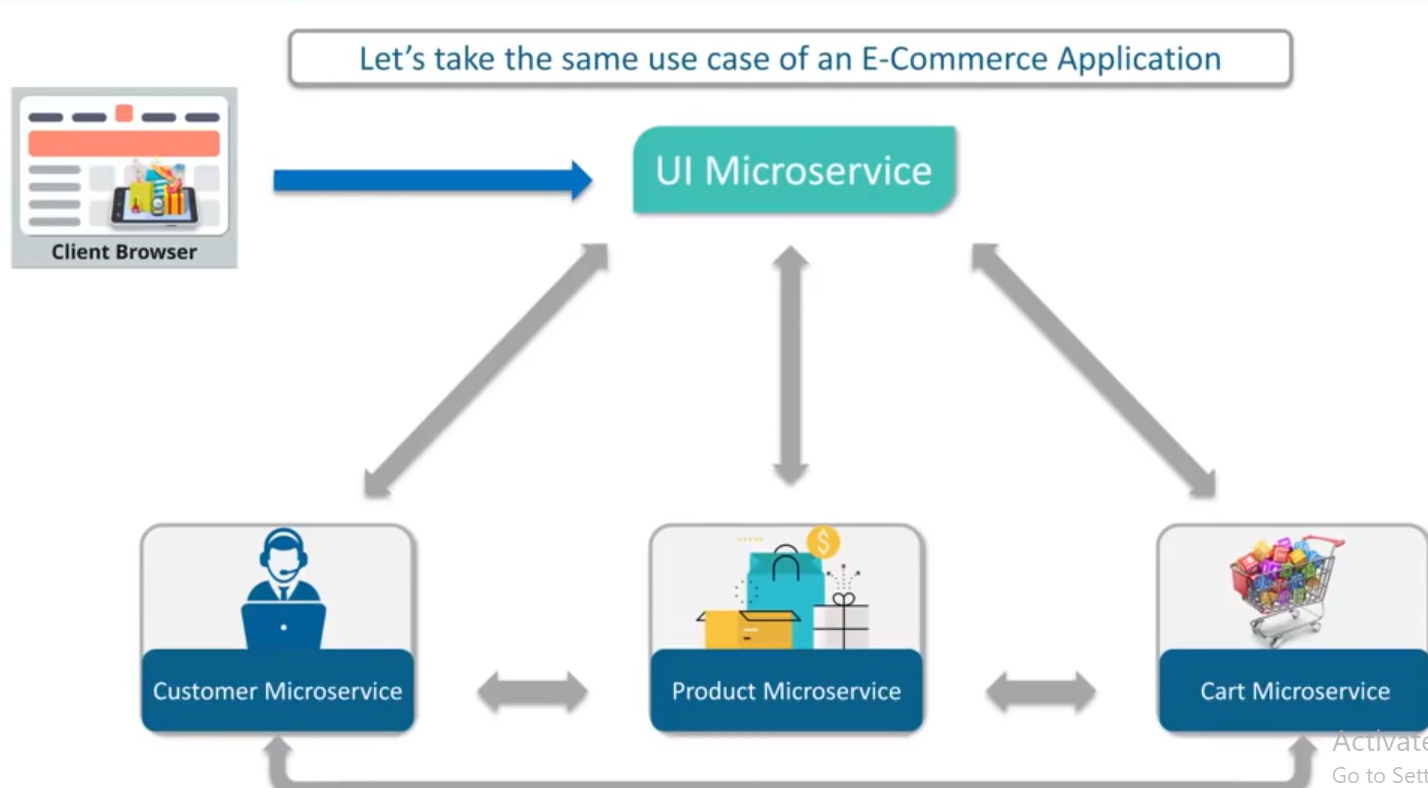 Let's take the same use case of an E-Commerce Application
UI Microservice
Client Browser
Customer Microservice
Product Microservice
Cart Microservice
Activate
Go to Sett